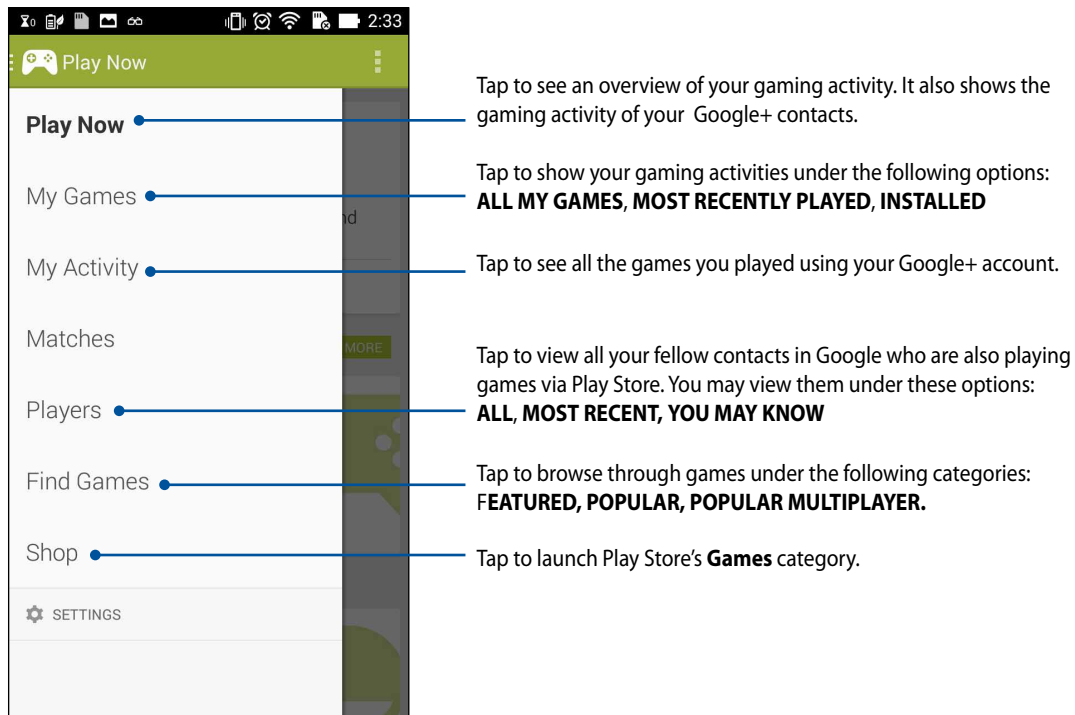 2:33
Play Now
Play Now
My Games
My Activity
Matches
Players
Find Games
Shop
SETTINGS
nd
MORE
Tap to see an overview of your gaming activity. It also shows the
gaming activity of your Google+ contacts.
Tap to show your gaming activities under the following options:
ALL MY GAMES, MOST RECENTLY PLAYED, INSTALLED
Tap to see all the games you played using your Google+ account.
Tap to view all your fellow contacts in Google who are also playing
games via Play Store. You may view them under these options:
ALL, MOST RECENT, YOU MAY KNOW
Tap to browse through games under the following categories:
FEATURED, POPULAR, POPULAR MULTIPLAYER.
Tap to launch Play Store's Games category.